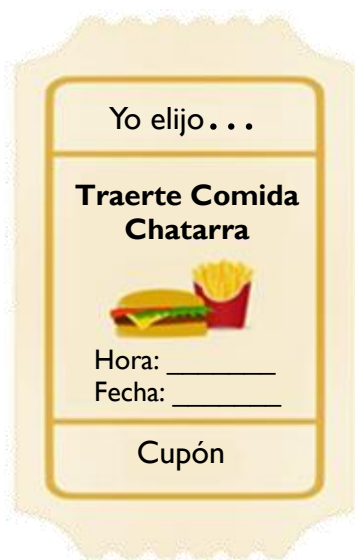 Yo elijo...
Traerte Comida
Chatarra
Hora: _______
Fecha: _______
Cupón